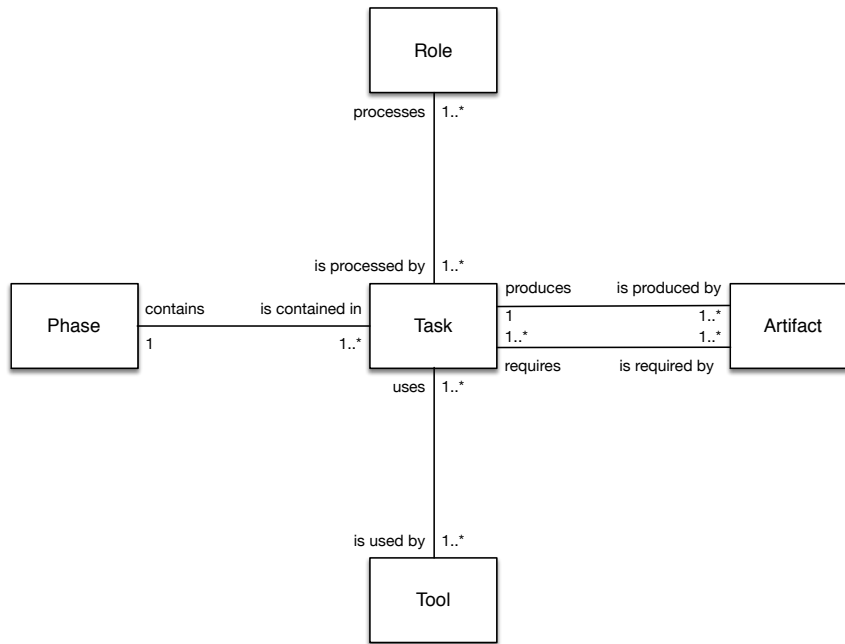 Role
processes 1..*
is processed by 1..*
Phase
contains is contained in
1 1..*
Task
produces is produced by
1 1..*
1..* 1..*
requires is required by
Artifact
uses 1..*
is used by 1..*
Tool